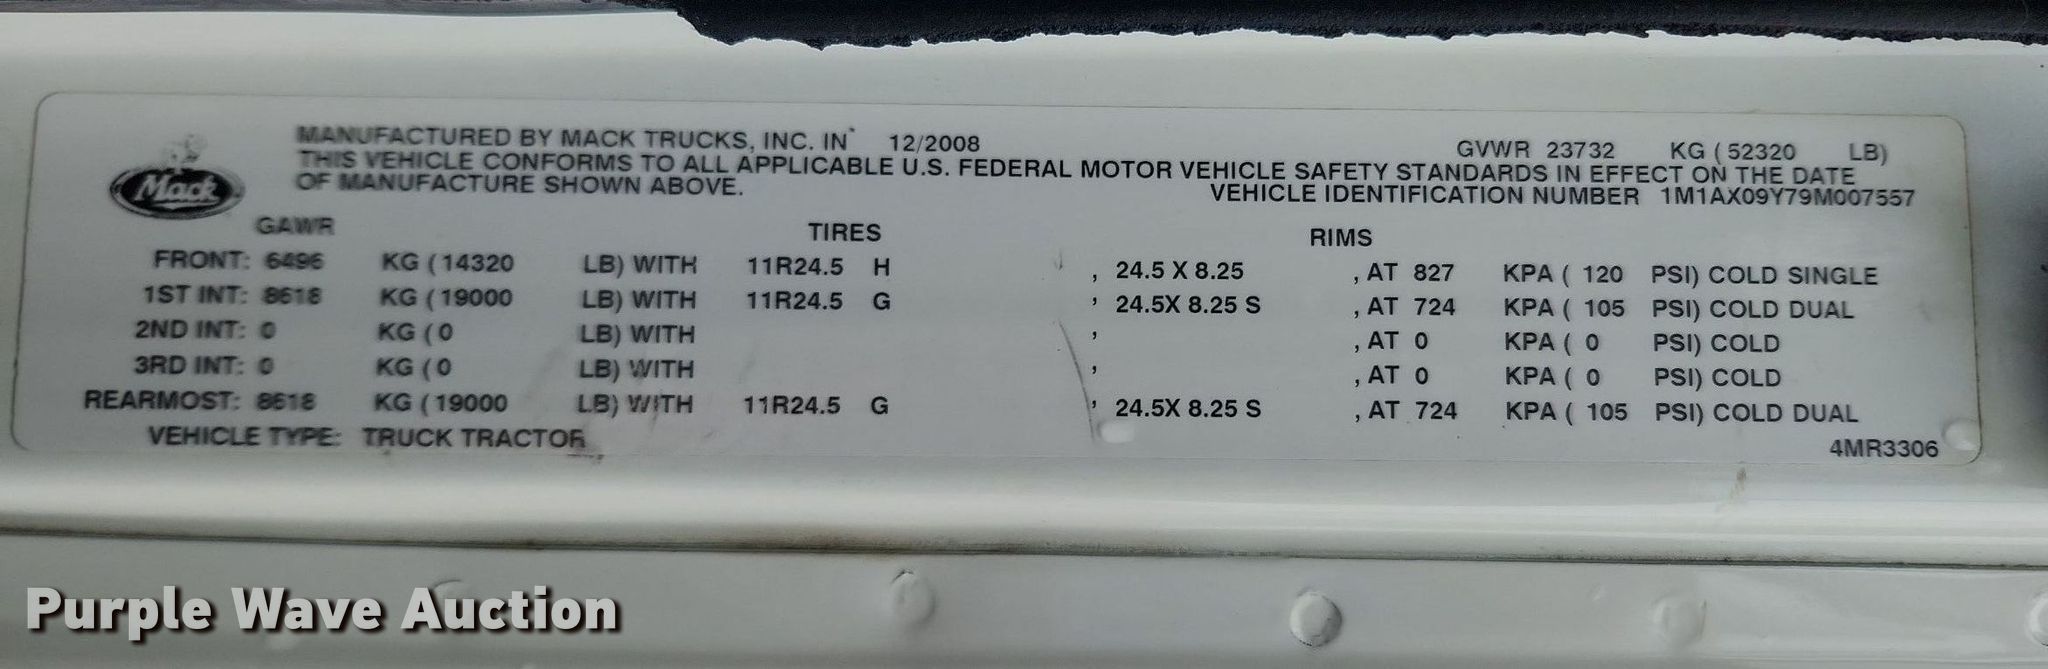 MANUFACTURED BY MACK TRUCKS, INC. IN 12/2008 GVWR 23732 KG ( 52320 LB)
THIS VEHICLE CONFORMS TO ALL APPLICABLE U.S. FEDERAL MOTOR VEHICLE SAFETY STANDARDS IN EFFECT ON THE DATE
OF MANUFACTURE SHOWN ABOVE. VEHICLE IDENTIFICATION NUMBER 1M1AX09Y79M007557
Mack
GAWR TIRES RIMS
FRONT: 6496 KG ( 14320 LB) WITH 11R24.5 H , 24.5 X 8.25 , AT 827 KPA ( 120 PSI) COLD SINGLE
1ST INT: 8618 KG ( 19000 LB) WITH 11R24.5 G , 24.5X 8.25 S , AT 724 KPA ( 105 PSI) COLD DUAL
2ND INT: 0 KG ( 0 LB) WITH , , AT 0 KPA ( 0 PSI) COLD
3RD INT: 0 KG ( 0 LB) WITH , , AT 0 KPA ( 0 PSI) COLD
REARMOST: 8618 KG ( 19000 LB) WITH 11R24.5 G , 24.5X 8.25 S , AT 724 KPA ( 105 PSI) COLD DUAL
VEHICLE TYPE: TRUCK TRACTOR 4MR3306
Purple Wave Auction